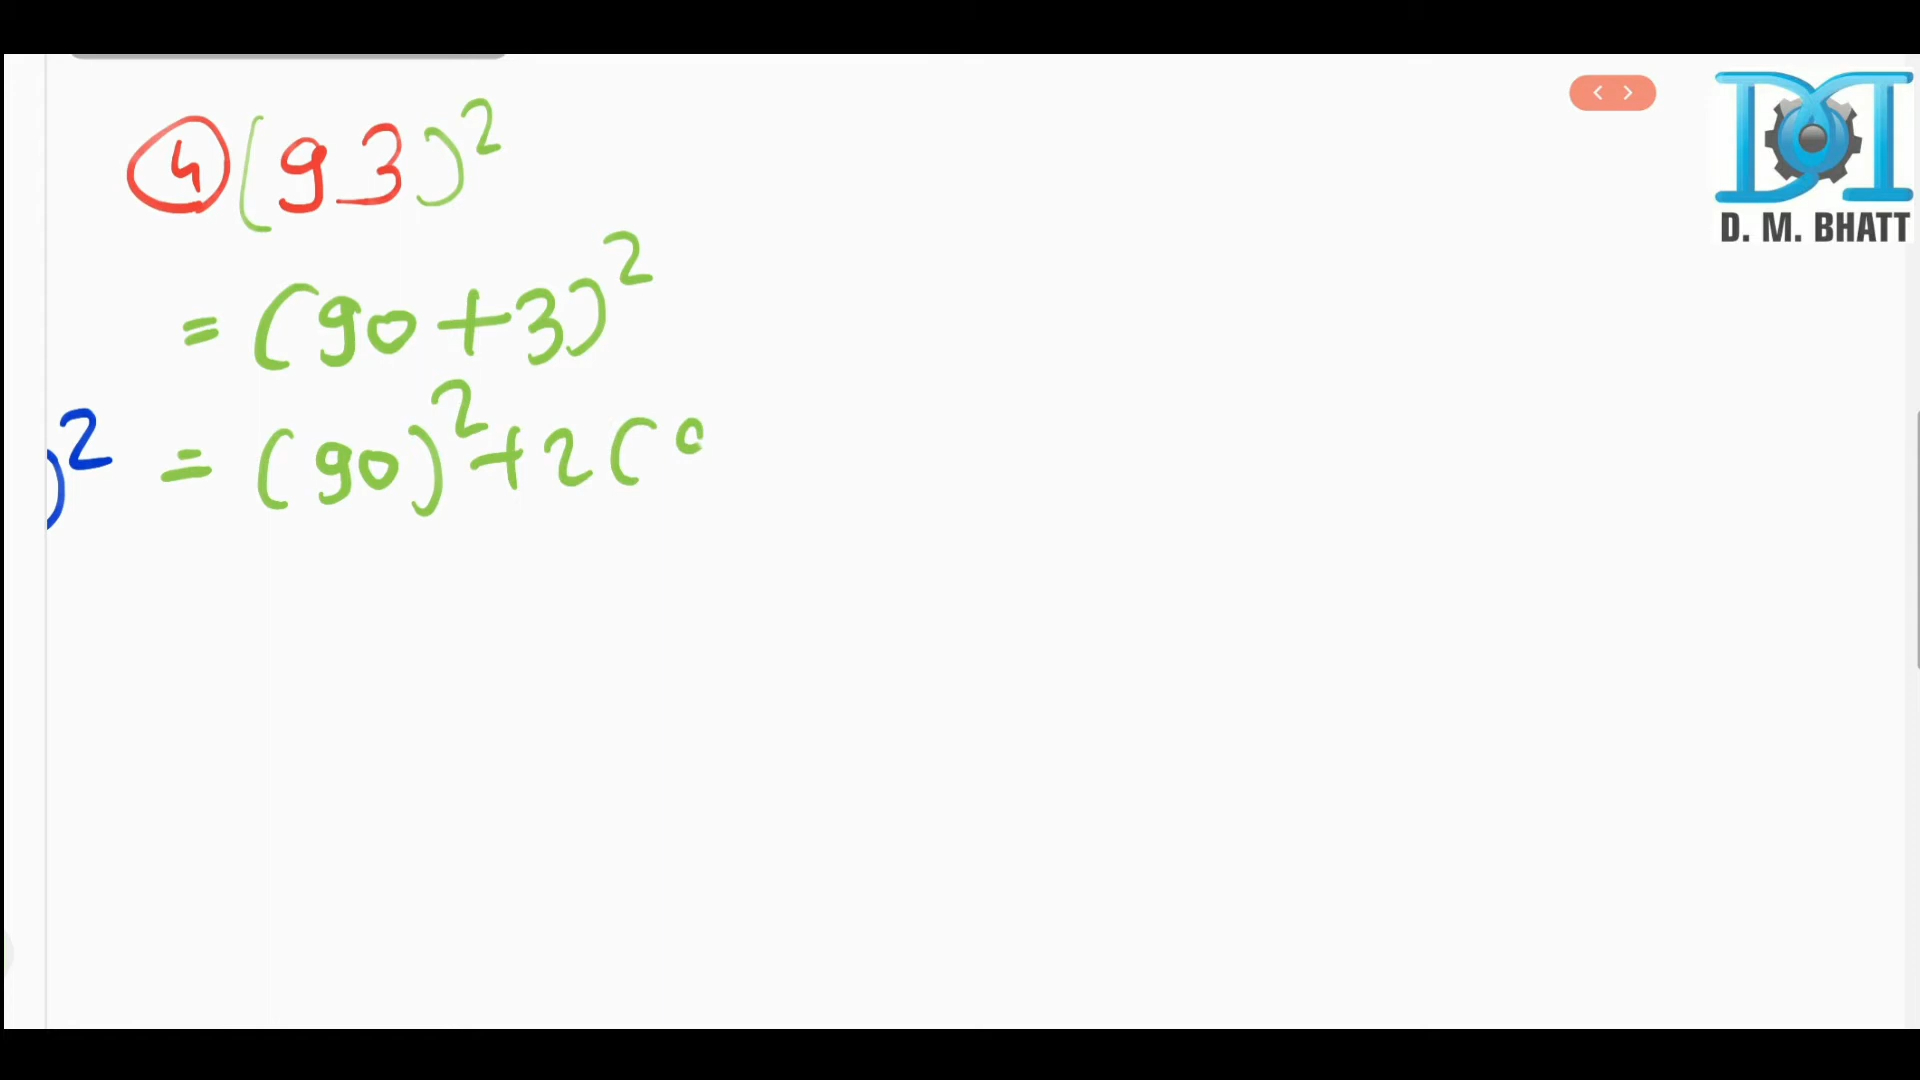 ④ (93)²
= (90+3)²
)² = (90)²+2(
D. M. BHATT